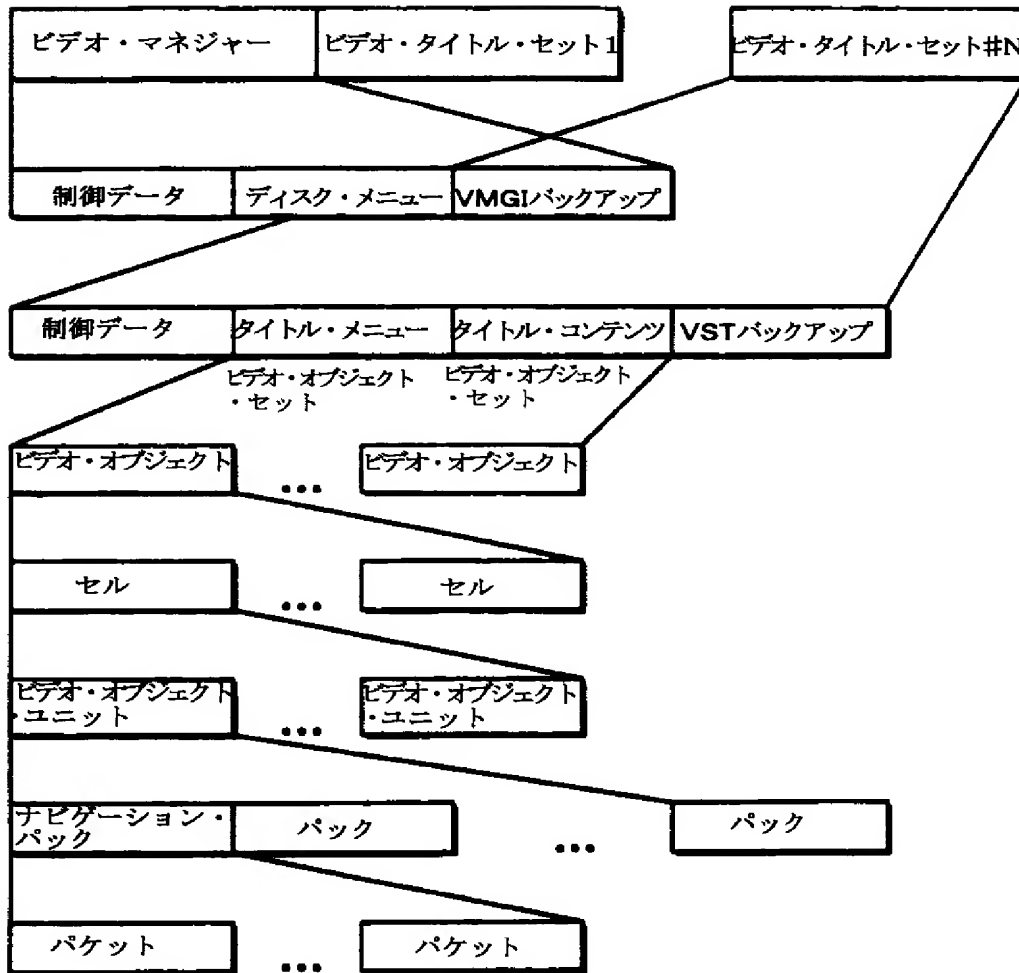 ビデオ・マネジャー
ビデオ・タイトル・セット1
ビデオ・タイトル・セット#N
制御データ
ディスク・メニュー
VMGIバックアップ
制御データ
タイトル・メニュー
タイトル・コンテンツ
VSTバックアップ
ビデオ・オブジェクト
・セット
ビデオ・オブジェクト
・セット
ビデオ・オブジェクト
...
ビデオ・オブジェクト
セル
...
セル
ビデオ・オブジェクト
・ユニット
...
ビデオ・オブジェクト
・ユニット
ナビゲーション・
パック
パック
...
パック
パケット
...
パケット